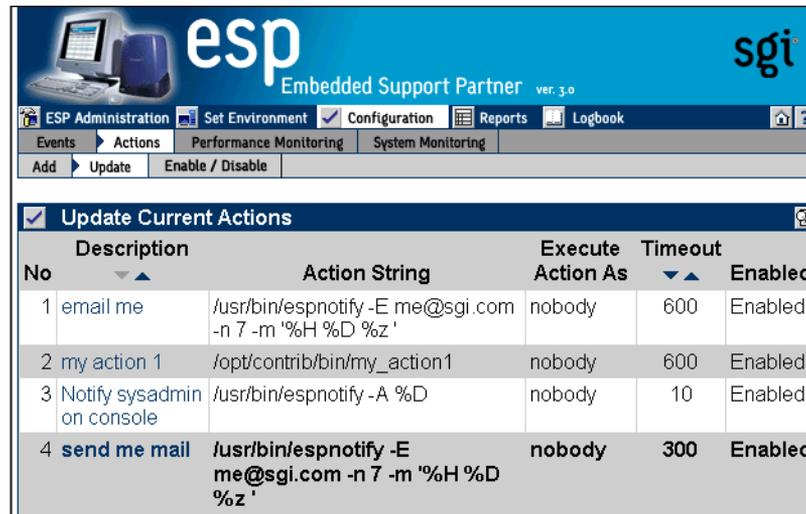 esp
Embedded Support Partner ver. 3.0
sgi
ESP Administration Set Environment Configuration Reports Logbook
Events Actions Performance Monitoring System Monitoring
Add Update Enable / Disable
Update Current Actions
No Description Action String Execute Action As Timeout Enabled
1 email me /usr/bin/espnotify -E me@sgi.com nobody 600 Enabled
-n 7 -m '%H %D %z '
2 my action 1 /opt/contrib/bin/my_action1 nobody 600 Enabled
3 Notify sysadmin /usr/bin/espnotify -A %D nobody 10 Enabled
on console
4 send me mail /usr/bin/espnotify -E nobody 300 Enabled
me@sgi.com -n 7 -m '%H %D
%z '